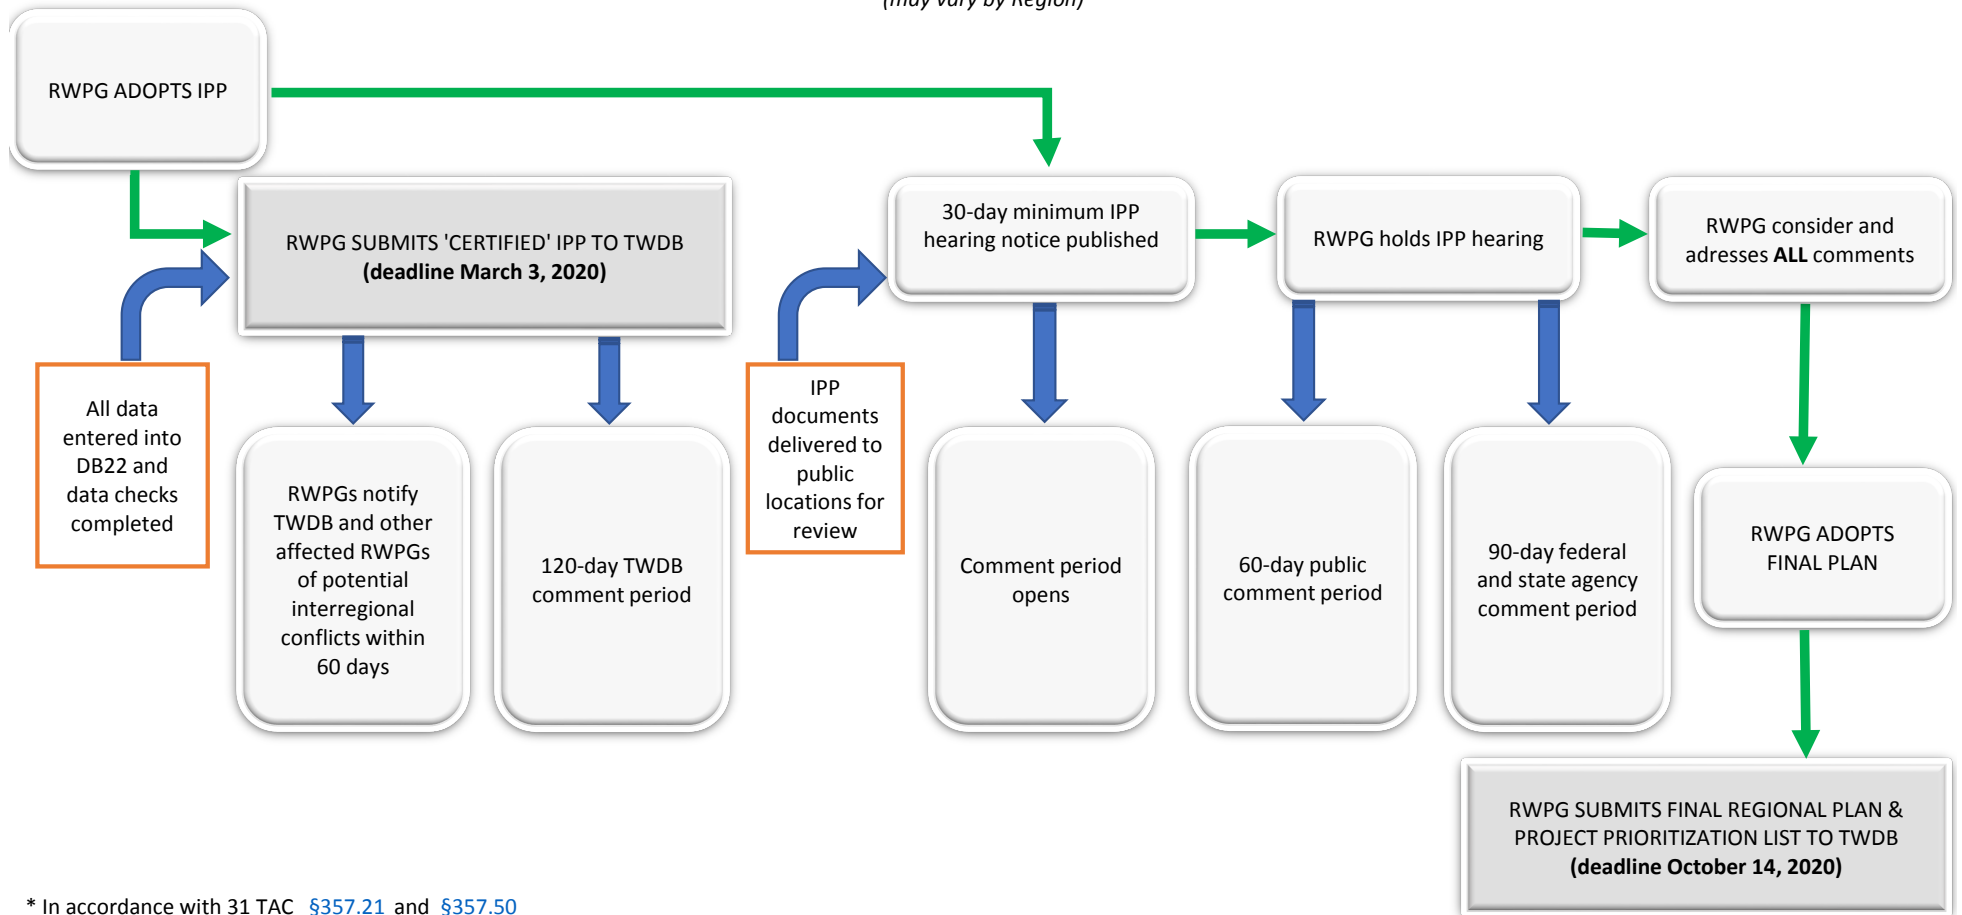 (may vary by Region)
RWPG ADOPTS IPP
RWPG SUBMITS 'CERTIFIED' IPP TO TWDB
(deadline March 3, 2020)
30-day minimum IPP
hearing notice published
RWPG holds IPP hearing
RWPG consider and
adresses ALL comments
All data
entered into
DB22 and
data checks
completed
RWPGs notify
TWDB and other
affected RWPGs
of potential
interregional
conflicts within
60 days
120-day TWDB
comment period
IPP
documents
delivered to
public
locations for
review
Comment period
opens
60-day public
comment period
90-day federal
and state agency
comment period
RWPG ADOPTS
FINAL PLAN
RWPG SUBMITS FINAL REGIONAL PLAN &
PROJECT PRIORITIZATION LIST TO TWDB
(deadline October 14, 2020)
* In accordance with 31 TAC §357.21 and §357.50